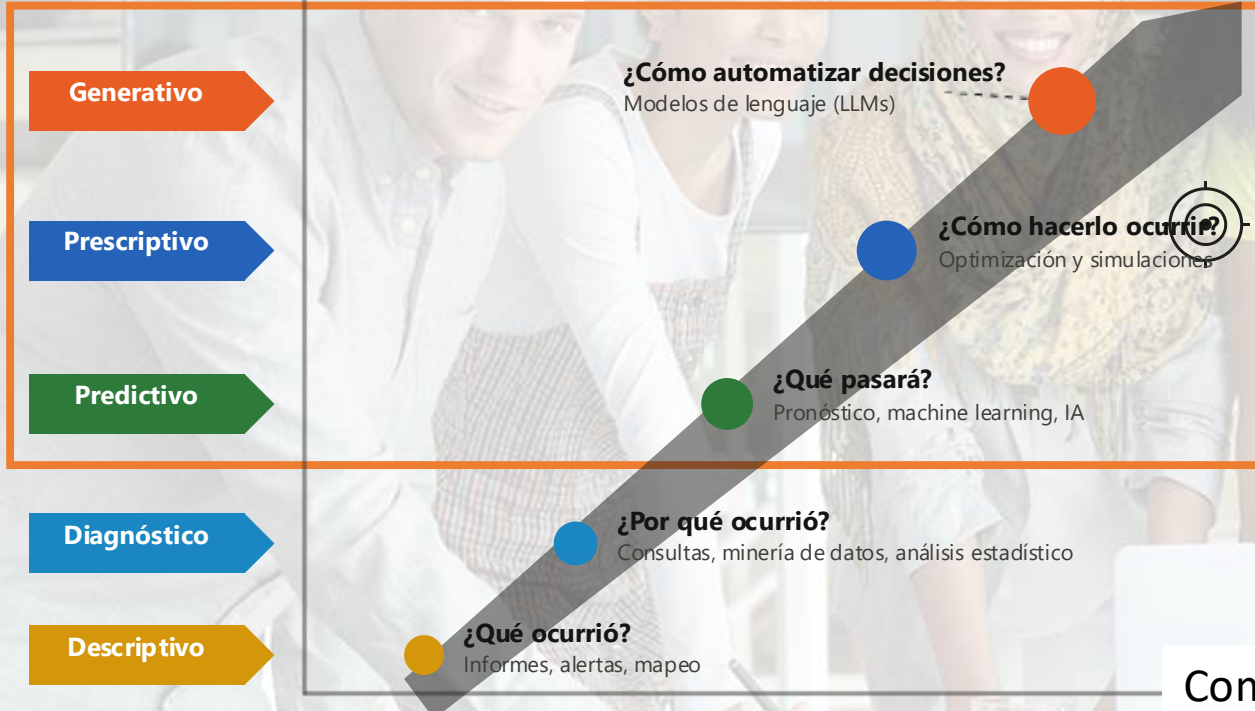 Generativo
¿Cómo automatizar decisiones?
Modelos de lenguaje (LLMs)
Prescriptivo
¿Cómo hacerlo ocurrir?
Optimización y simulaciones
Predictivo
¿Qué pasará?
Pronóstico, machine learning, IA
Diagnóstico
¿Por qué ocurrió?
Consultas, minería de datos, análisis estadístico
Descriptivo
¿Qué ocurrió?
Informes, alertas, mapeo